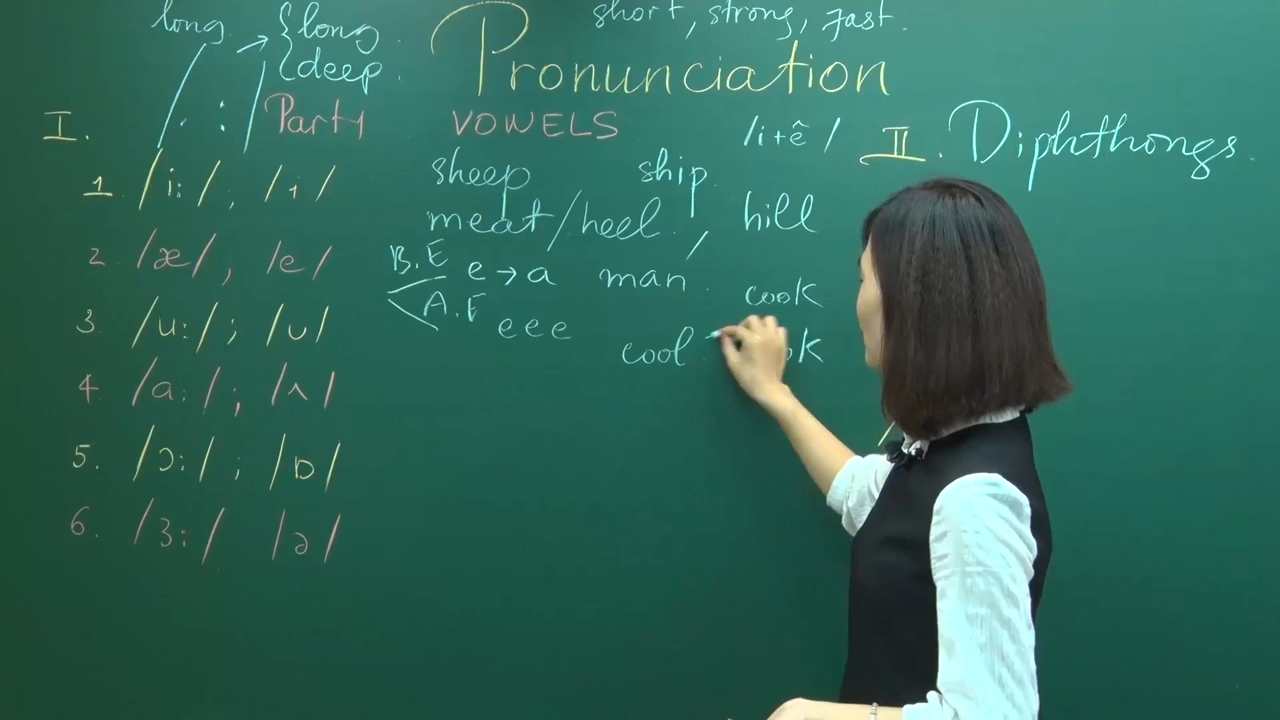 long → { long. short, strong, fast.
{ deep.
Pronunciation
I. . : Part 1 VOWELS /i+ê/ II. Diphthongs.
1. /i:/, /ɪ/ sheep ship.
meat/heel, hill
2. /æ/, /e/ B.E e → a man.
A.E eee cook
3. /u:/; /ʊ/ cool
4. /a:/; /ʌ/
5. /ɔ:/; /ɒ/
6. /ɜ:/ /ə/